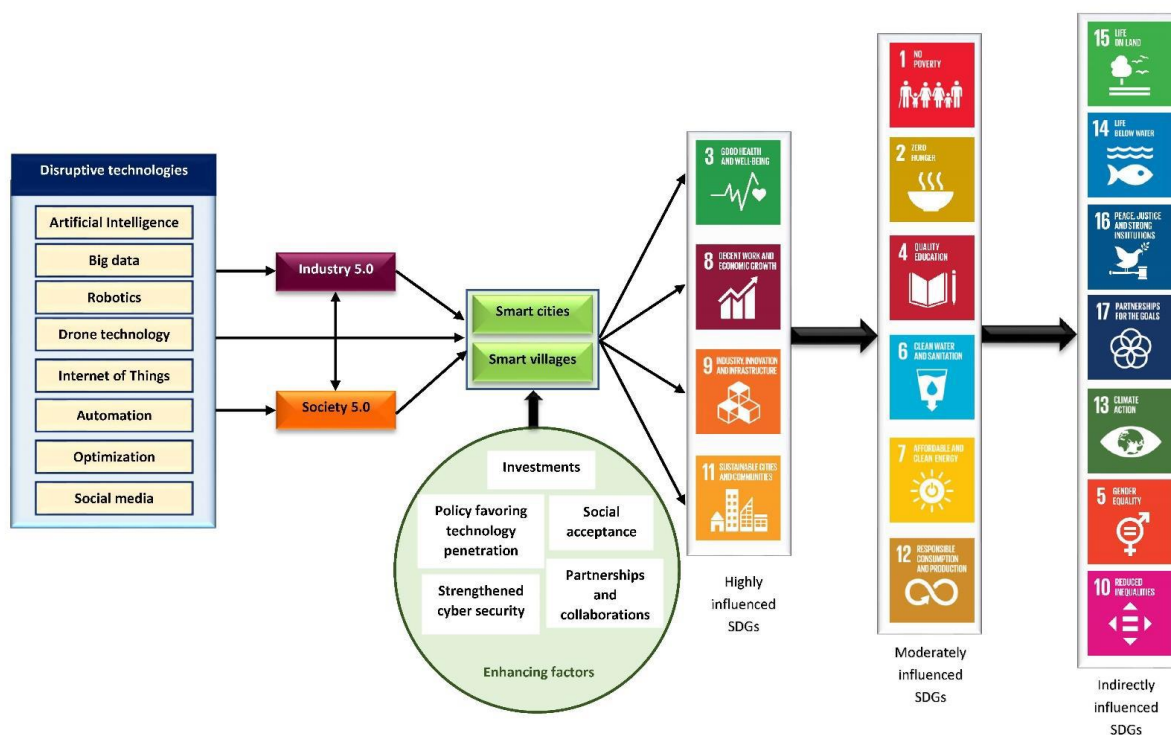 Disruptive technologies
Artificial Intelligence
Big data
Robotics
Drone technology
Internet of Things
Automation
Optimization
Social media
Industry 5.0
Society 5.0
Smart cities
Smart villages
Investments
Policy favoring
technology
penetration
Social
acceptance
Strengthened
cyber security
Partnerships
and
collaborations
Enhancing factors
3 GOOD HEALTH
AND WELL-BEING
8 DECENT WORK AND
ECONOMIC GROWTH
9 INDUSTRY, INNOVATION
AND INFRASTRUCTURE
11 SUSTAINABLE CITIES
AND COMMUNITIES
Highly
influenced
SDGs
1 NO
POVERTY
2 ZERO
HUNGER
4 QUALITY
EDUCATION
6 CLEAN WATER
AND SANITATION
7 AFFORDABLE AND
CLEAN ENERGY
12 RESPONSIBLE
CONSUMPTION
AND PRODUCTION
Moderately
influenced
SDGs
15 LIFE
ON LAND
14 LIFE
BELOW WATER
16 PEACE, JUSTICE
AND STRONG
INSTITUTIONS
17 PARTNERSHIPS
FOR THE GOALS
13 CLIMATE
ACTION
5 GENDER
EQUALITY
10 REDUCED
INEQUALITIES
Indirectly
influenced
SDGs